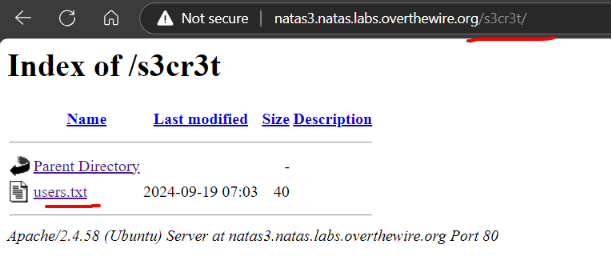 Not secure | natas3.natas.labs.overthewire.org/s3cr3t/
Index of /s3cr3t
Name Last modified Size Description
Parent Directory -
users.txt 2024-09-19 07:03 40
Apache/2.4.58 (Ubuntu) Server at natas3.natas.labs.overthewire.org Port 80